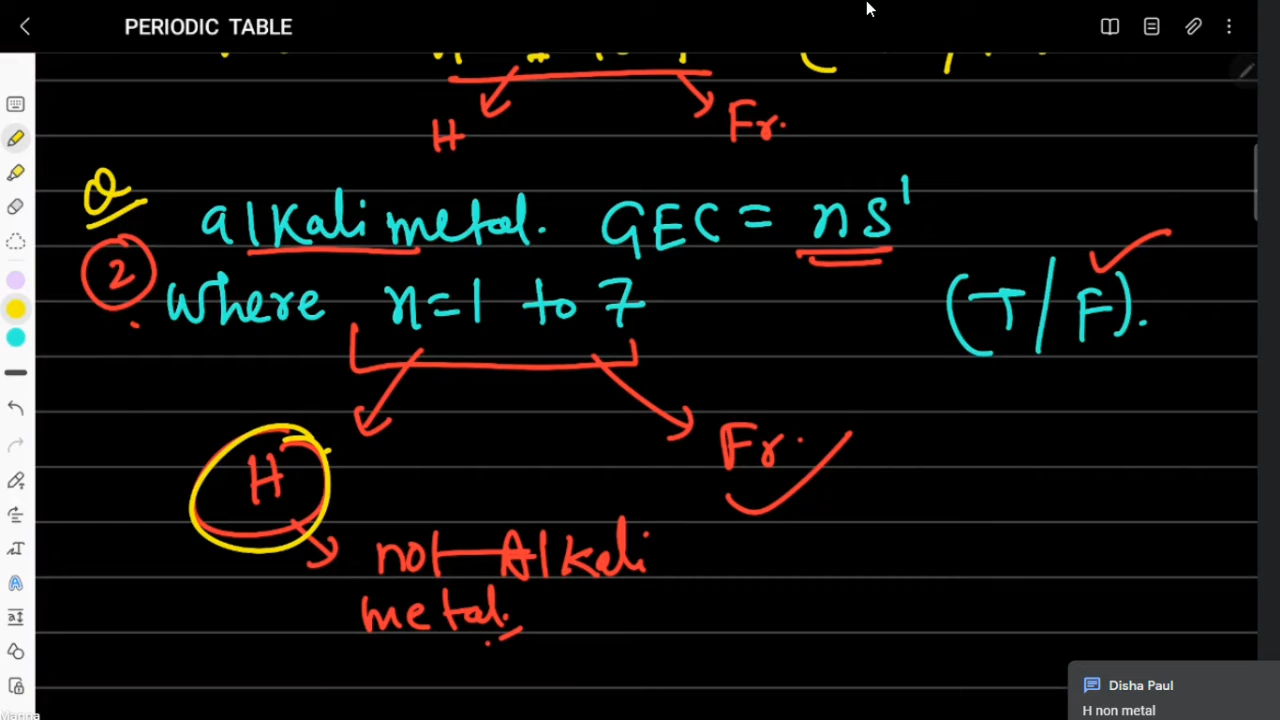 PERIODIC TABLE
H Fr.
Q alkali metal. GEC = ns¹
② where n=1 to 7 (T/F).
H Fr.
not Alkali
metal.
Disha Paul
H non metal